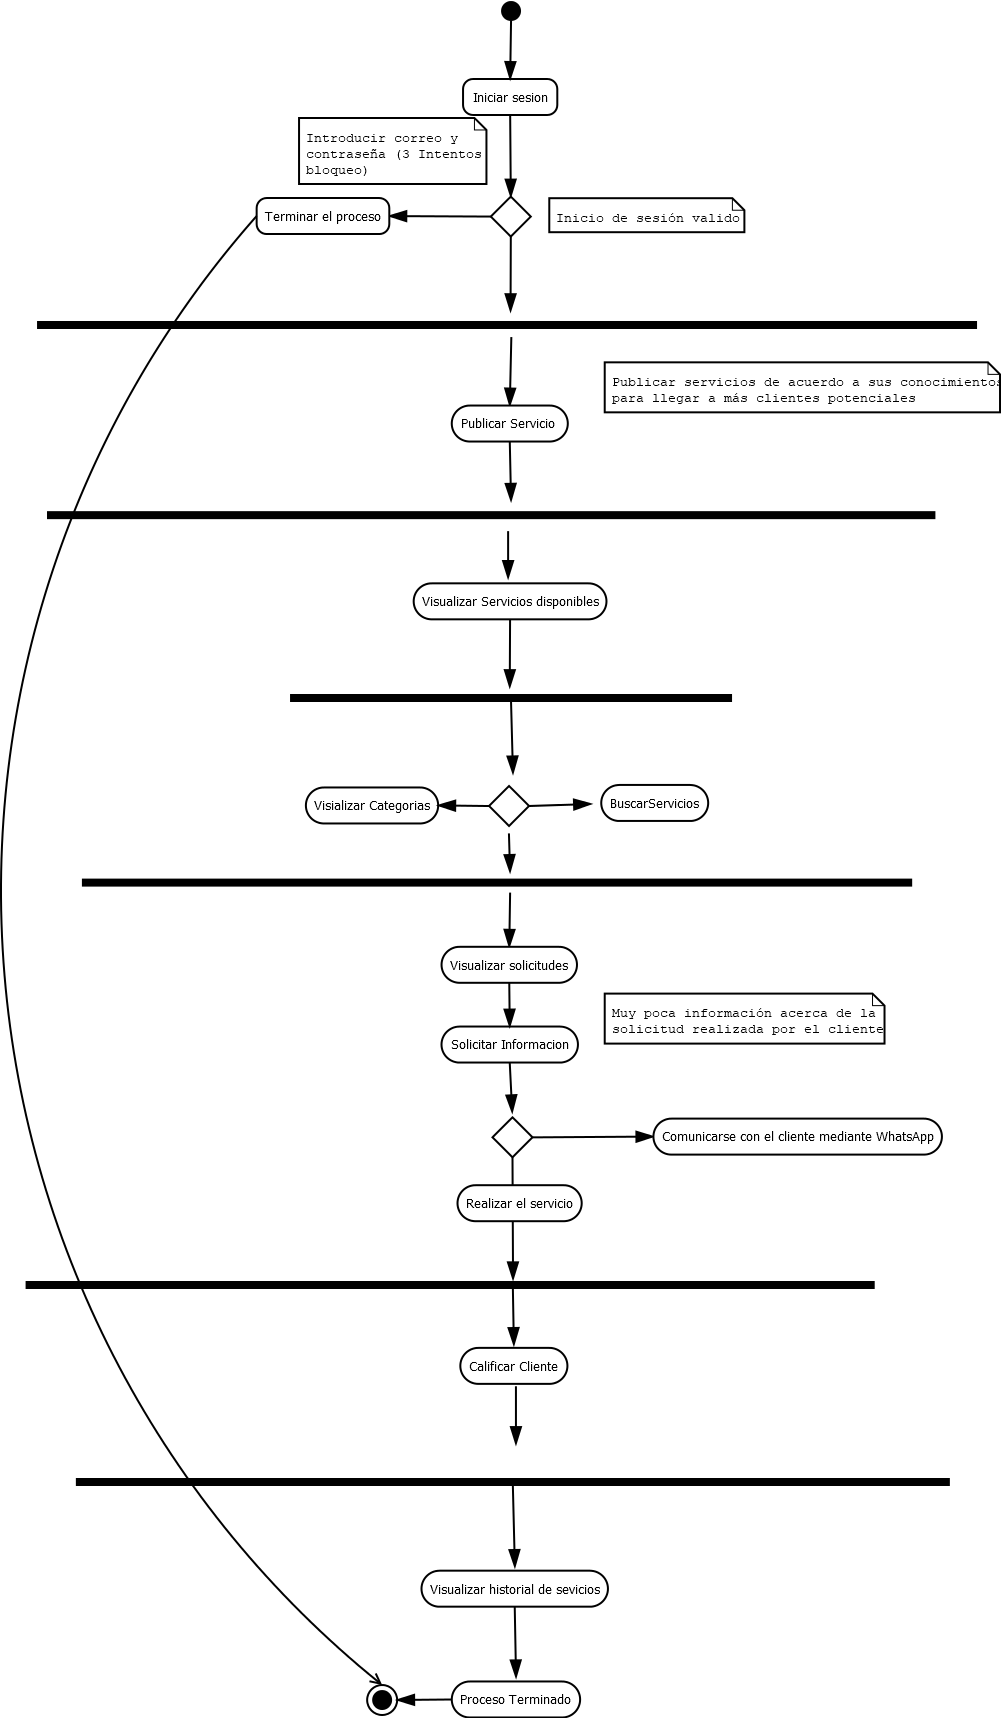 Iniciar sesion
Introducir correo y
contraseña (3 Intentos
bloqueo)
Terminar el proceso
Inicio de sesión valido
Publicar servicios de acuerdo a sus conocimientos
para llegar a más clientes potenciales
Publicar Servicio
Visualizar Servicios disponibles
Visializar Categorias
BuscarServicios
Visualizar solicitudes
Muy poca información acerca de la
solicitud realizada por el cliente
Solicitar Informacion
Comunicarse con el cliente mediante WhatsApp
Realizar el servicio
Calificar Cliente
Visualizar historial de sevicios
Proceso Terminado